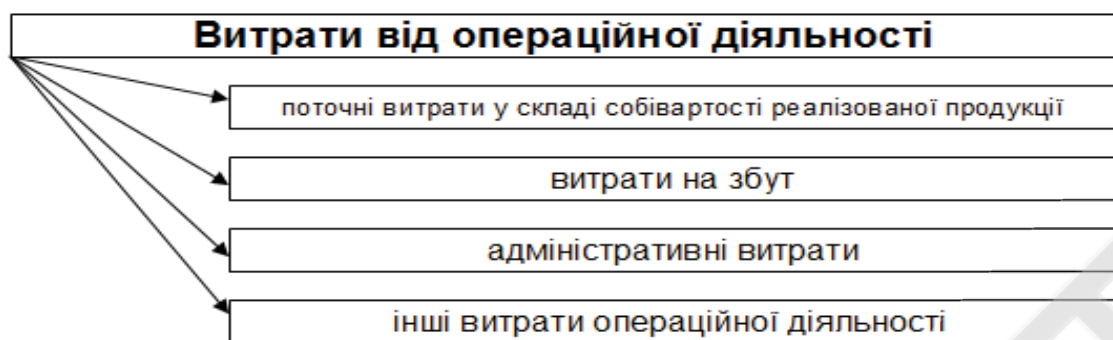 Витрати від операційної діяльності
поточні витрати у складі собівартості реалізованої продукції
витрати на збут
адміністративні витрати
інші витрати операційної діяльності